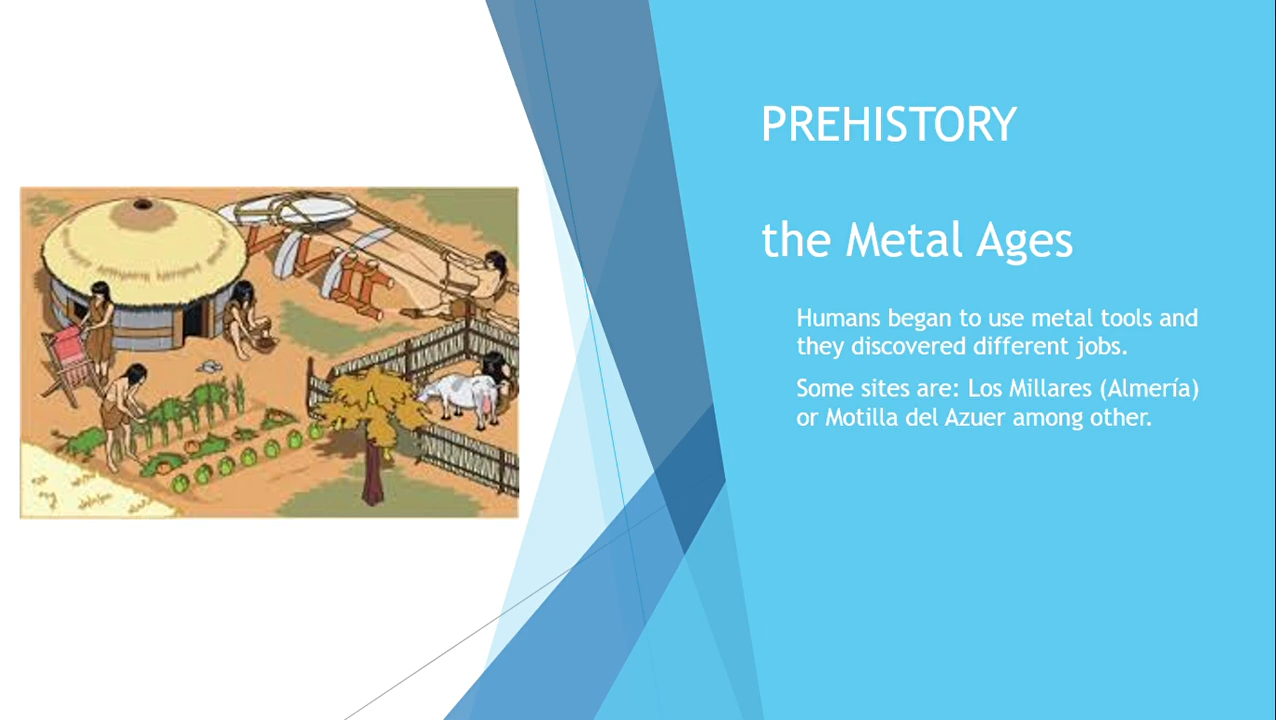 PREHISTORY
the Metal Ages
Humans began to use metal tools and
they discovered different jobs.
Some sites are: Los Millares (Almería)
or Motilla del Azuer among other.